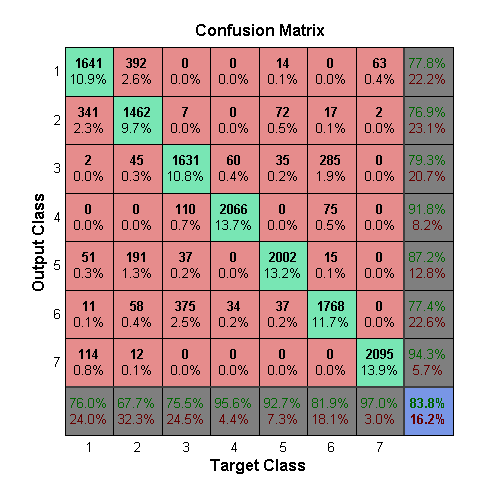 Confusion Matrix
1 1641 392 0 0 14 0 63 77.8%
10.9% 2.6% 0.0% 0.0% 0.1% 0.0% 0.4% 22.2%
2 341 1462 7 0 72 17 2 76.9%
2.3% 9.7% 0.0% 0.0% 0.5% 0.1% 0.0% 23.1%
3 2 45 1631 60 35 285 0 79.3%
0.0% 0.3% 10.8% 0.4% 0.2% 1.9% 0.0% 20.7%
4 0 0 110 2066 0 75 0 91.8%
0.0% 0.0% 0.7% 13.7% 0.0% 0.5% 0.0% 8.2%
5 51 191 37 0 2002 15 0 87.2%
0.3% 1.3% 0.2% 0.0% 13.2% 0.1% 0.0% 12.8%
6 11 58 375 34 37 1768 0 77.4%
0.1% 0.4% 2.5% 0.2% 0.2% 11.7% 0.0% 22.6%
7 114 12 0 0 0 0 2095 94.3%
0.8% 0.1% 0.0% 0.0% 0.0% 0.0% 13.9% 5.7%
76.0% 67.7% 75.5% 95.6% 92.7% 81.9% 97.0% 83.8%
24.0% 32.3% 24.5% 4.4% 7.3% 18.1% 3.0% 16.2%
1 2 3 4 5 6 7
Target Class
Output Class